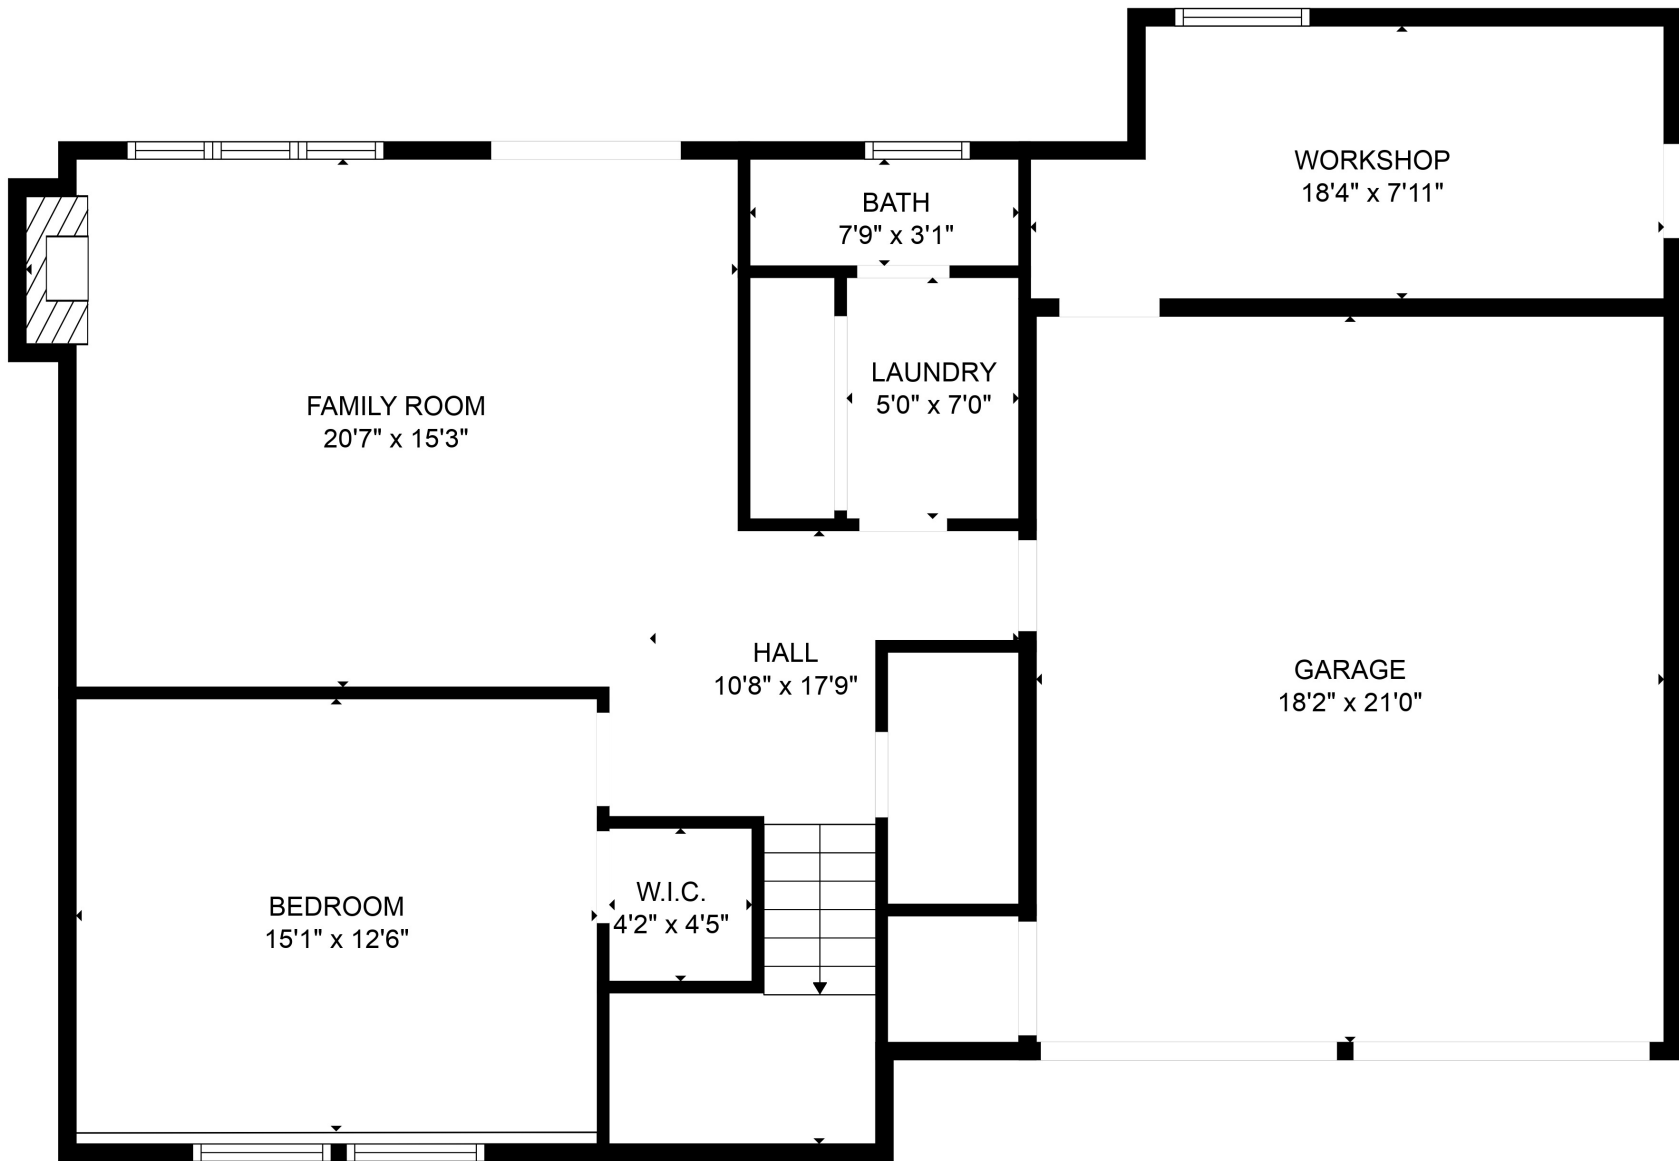 WORKSHOP
18'4" x 7'11"
BATH
7'9" x 3'1"
LAUNDRY
5'0" x 7'0"
FAMILY ROOM
20'7" x 15'3"
HALL
10'8" x 17'9"
GARAGE
18'2" x 21'0"
W.I.C.
4'2" x 4'5"
BEDROOM
15'1" x 12'6"